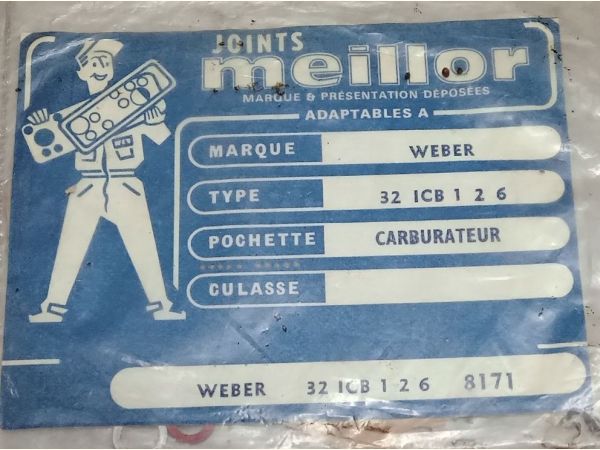 JOINTS
meillor
MARQUE & PRÉSENTATION DÉPOSÉES
ADAPTABLES A
MARQUE WEBER
TYPE 32 ICB 1 2 6
POCHETTE CARBURATEUR
CULASSE
WEBER 32 ICB 1 2 6 8171